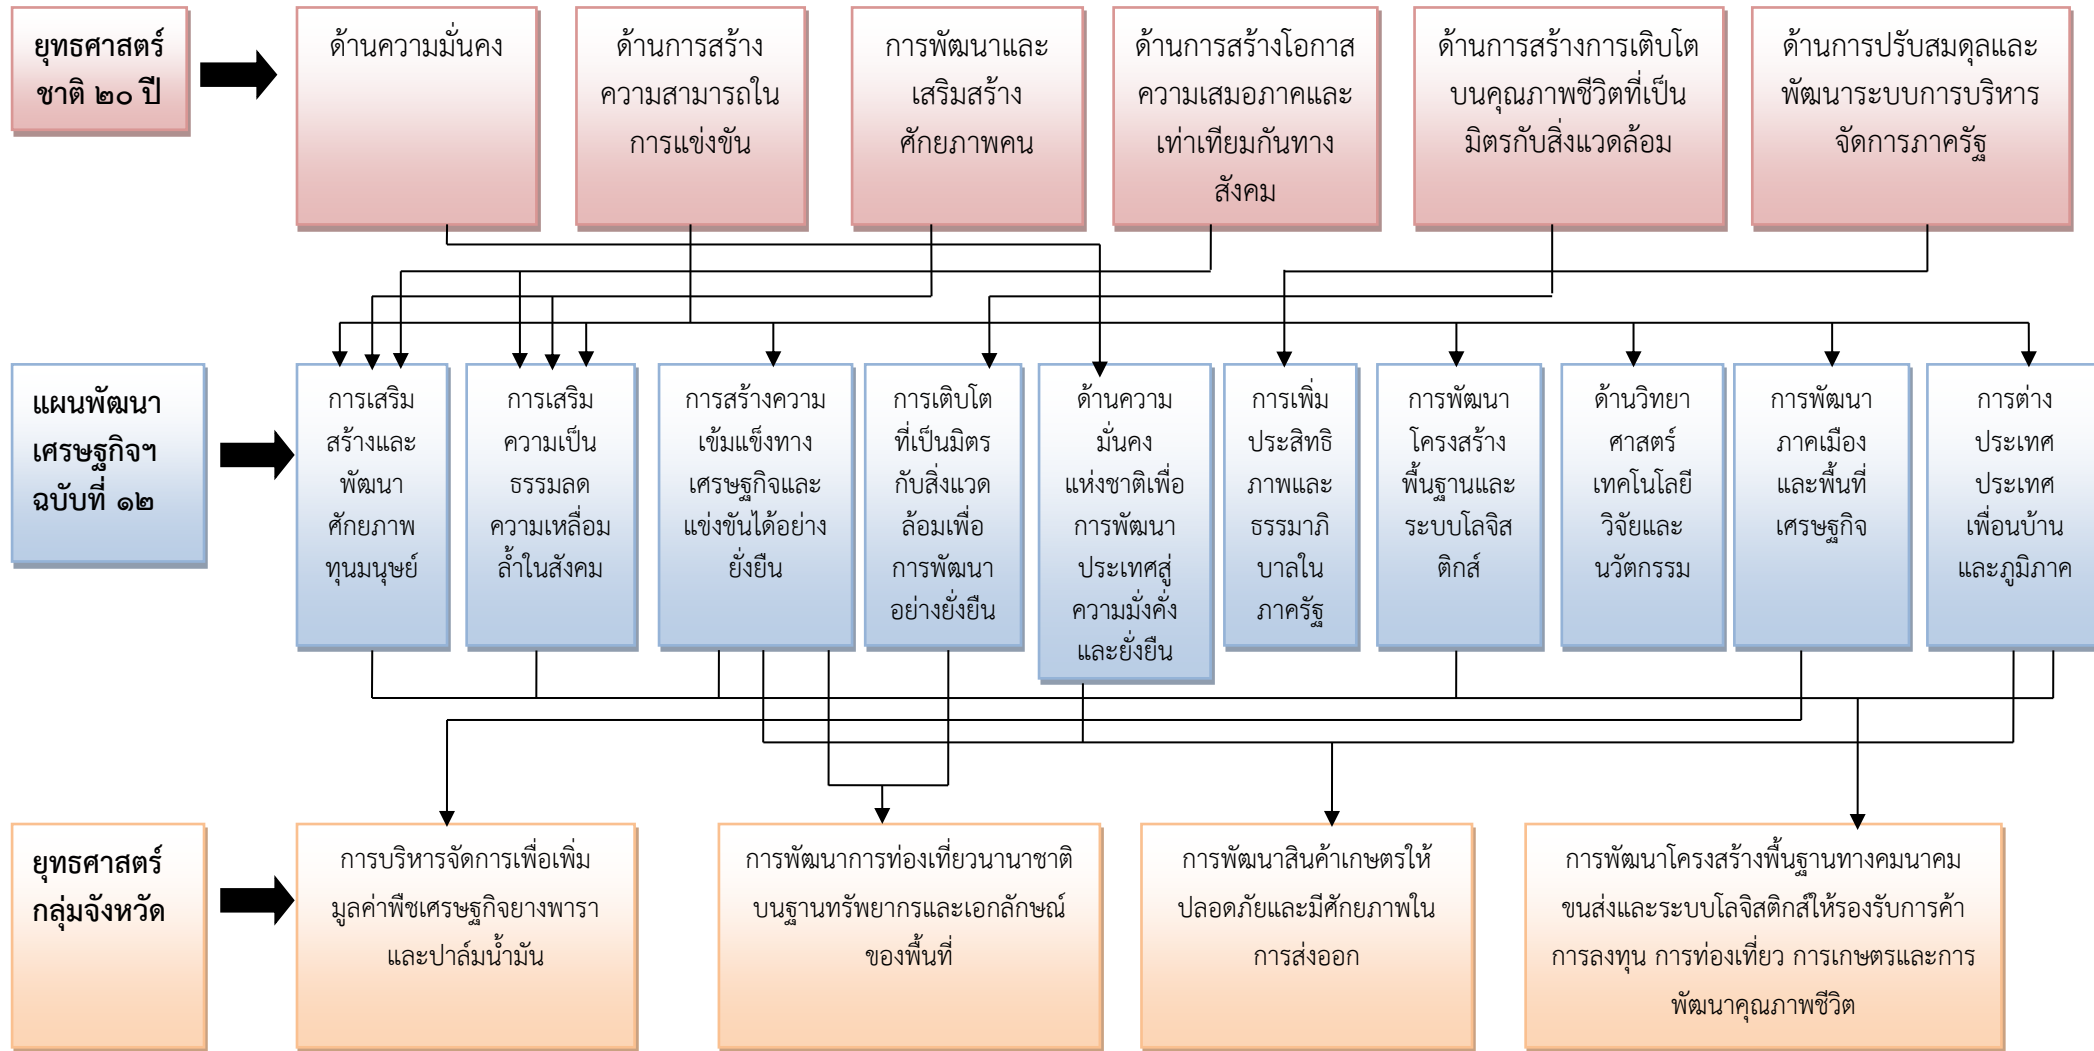 ยุทธศาสตร์
ชาติ ๒๐ ปี
ด้านความมั่นคง
ด้านการสร้าง
ความสามารถใน
การแข่งขัน
การพัฒนาและ
เสริมสร้าง
ศักยภาพคน
ด้านการสร้างโอกาส
ความเสมอภาคและ
เท่าเทียมกันทาง
สังคม
ด้านการสร้างการเติบโต
บนคุณภาพชีวิตที่เป็น
มิตรกับสิ่งแวดล้อม
ด้านการปรับสมดุลและ
พัฒนาระบบการบริหาร
จัดการภาครัฐ
แผนพัฒนา
เศรษฐกิจฯ
ฉบับที่ ๑๒
การเสริม
สร้างและ
พัฒนา
ศักยภาพ
ทุนมนุษย์
การเสริม
ความเป็น
ธรรมลด
ความเหลื่อม
ล้ำในสังคม
การสร้างความ
เข้มแข็งทาง
เศรษฐกิจและ
แข่งขันได้อย่าง
ยั่งยืน
การเติบโต
ที่เป็นมิตร
กับสิ่งแวด
ล้อมเพื่อ
การพัฒนา
อย่างยั่งยืน
ด้านความ
มั่นคง
แห่งชาติเพื่อ
การพัฒนา
ประเทศสู่
ความมั่งคั่ง
และยั่งยืน
การเพิ่ม
ประสิทธิ
ภาพและ
ธรรมาภิ
บาลใน
ภาครัฐ
การพัฒนา
โครงสร้าง
พื้นฐานและ
ระบบโลจิส
ติกส์
ด้านวิทยา
ศาสตร์
เทคโนโลยี
วิจัยและ
นวัตกรรม
การพัฒนา
ภาคเมือง
และพื้นที่
เศรษฐกิจ
การต่าง
ประเทศ
ประเทศ
เพื่อนบ้าน
และภูมิภาค
ยุทธศาสตร์
กลุ่มจังหวัด
การบริหารจัดการเพื่อเพิ่ม
มูลค่าพืชเศรษฐกิจยางพารา
และปาล์มน้ำมัน
การพัฒนาการท่องเที่ยวนานาชาติ
บนฐานทรัพยากรและเอกลักษณ์
ของพื้นที่
การพัฒนาสินค้าเกษตรให้
ปลอดภัยและมีศักยภาพใน
การส่งออก
การพัฒนาโครงสร้างพื้นฐานทางคมนาคม
ขนส่งและระบบโลจิสติกส์ให้รองรับการค้า
การลงทุน การท่องเที่ยว การเกษตรและการ
พัฒนาคุณภาพชีวิต